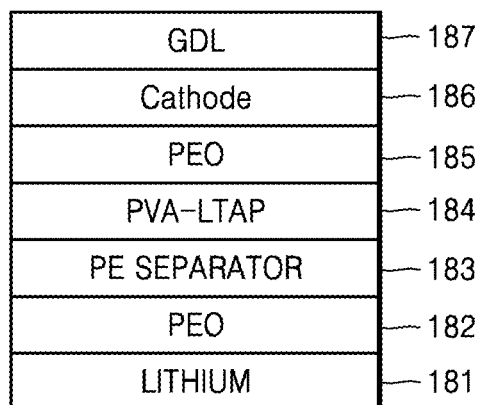 GDL 187
Cathode 186
PEO 185
PVA-LTAP 184
PE SEPARATOR 183
PEO 182
LITHIUM 181